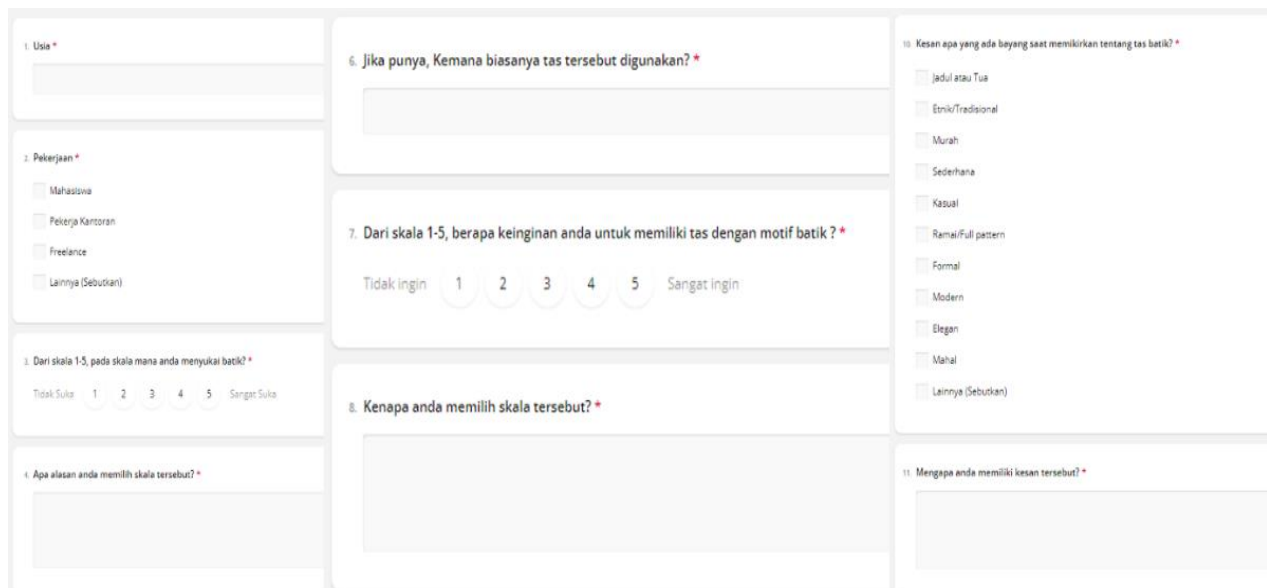 1. Usia *
2. Pekerjaan *
Mahasiswa
Pekerja Kantoran
Freelance
Lainnya (Sebutkan)
3. Dari skala 1-5, pada skala mana anda menyukai batik? *
Tidak Suka 1 2 3 4 5 Sangat Suka
4. Apa alasan anda memilih skala tersebut? *
6. Jika punya, Kemana biasanya tas tersebut digunakan? *
7. Dari skala 1-5, berapa keinginan anda untuk memiliki tas dengan motif batik ? *
Tidak ingin 1 2 3 4 5 Sangat ingin
8. Kenapa anda memilih skala tersebut? *
10. Kesan apa yang ada bayang saat memikirkan tentang tas batik? *
Jadul atau Tua
Etnik/Tradisional
Murah
Sederhana
Kasual
Ramai/Full pattern
Formal
Modern
Elegan
Mahal
Lainnya (Sebutkan)
11. Mengapa anda memiliki kesan tersebut? *